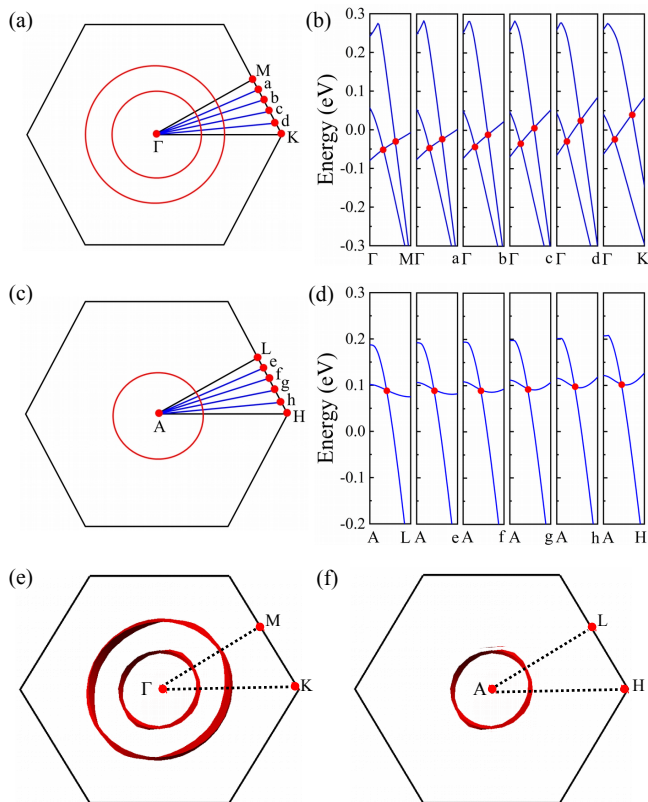 (a)
M
a
b
c
d
K
Γ
(b)
Energy (eV)
0.3
0.2
0.1
0.0
-0.1
-0.2
-0.3
Γ M Γ a Γ b Γ c Γ d Γ K
(c)
L
e
f
g
h
H
A
(d)
Energy (eV)
0.3
0.2
0.1
0.0
-0.1
-0.2
A L A e A f A g A h A H
(e)
M
Γ
K
(f)
L
A
H